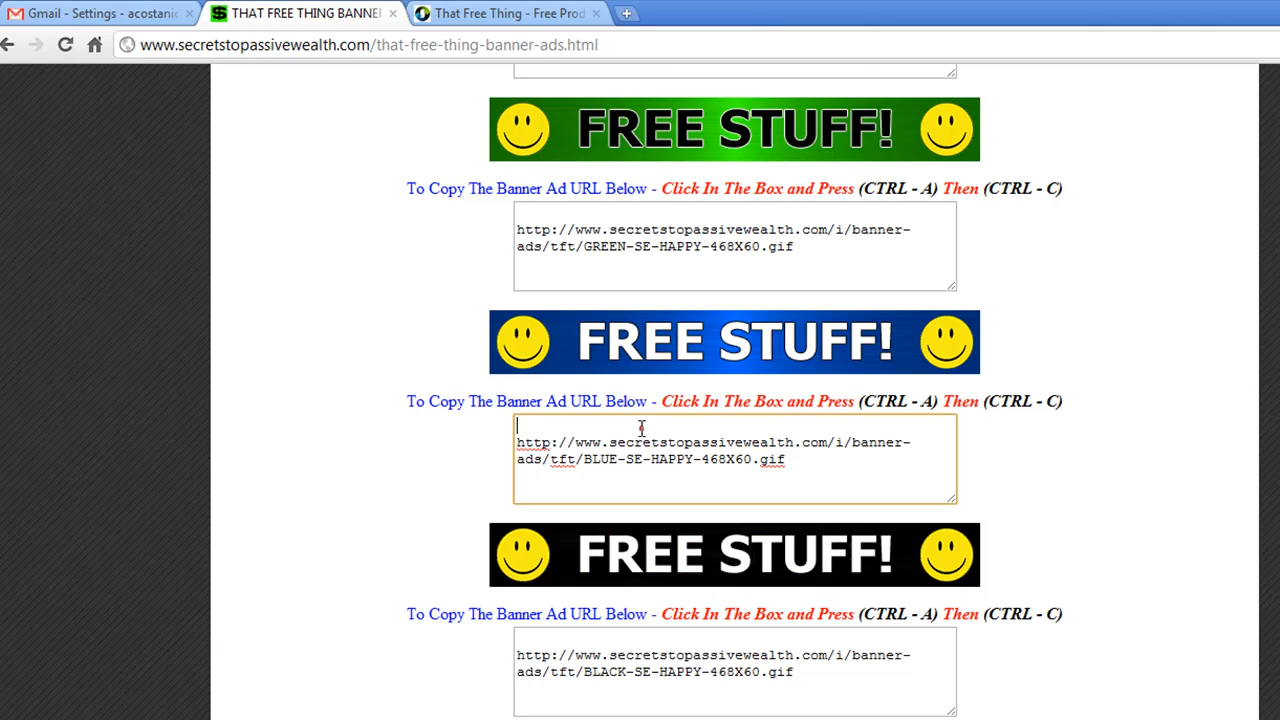 Gmail - Settings - acostanic
THAT FREE THING BANNER
That Free Thing - Free Prod
www.secretstopassivewealth.com/that-free-thing-banner-ads.html
FREE STUFF!
To Copy The Banner Ad URL Below - Click In The Box and Press (CTRL - A) Then (CTRL - C)
http://www.secretstopassivewealth.com/i/banner-
ads/tft/GREEN-SE-HAPPY-468X60.gif
FREE STUFF!
To Copy The Banner Ad URL Below - Click In The Box and Press (CTRL - A) Then (CTRL - C)
http://www.secretstopassivewealth.com/i/banner-
ads/tft/BLUE-SE-HAPPY-468X60.gif
FREE STUFF!
To Copy The Banner Ad URL Below - Click In The Box and Press (CTRL - A) Then (CTRL - C)
http://www.secretstopassivewealth.com/i/banner-
ads/tft/BLACK-SE-HAPPY-468X60.gif